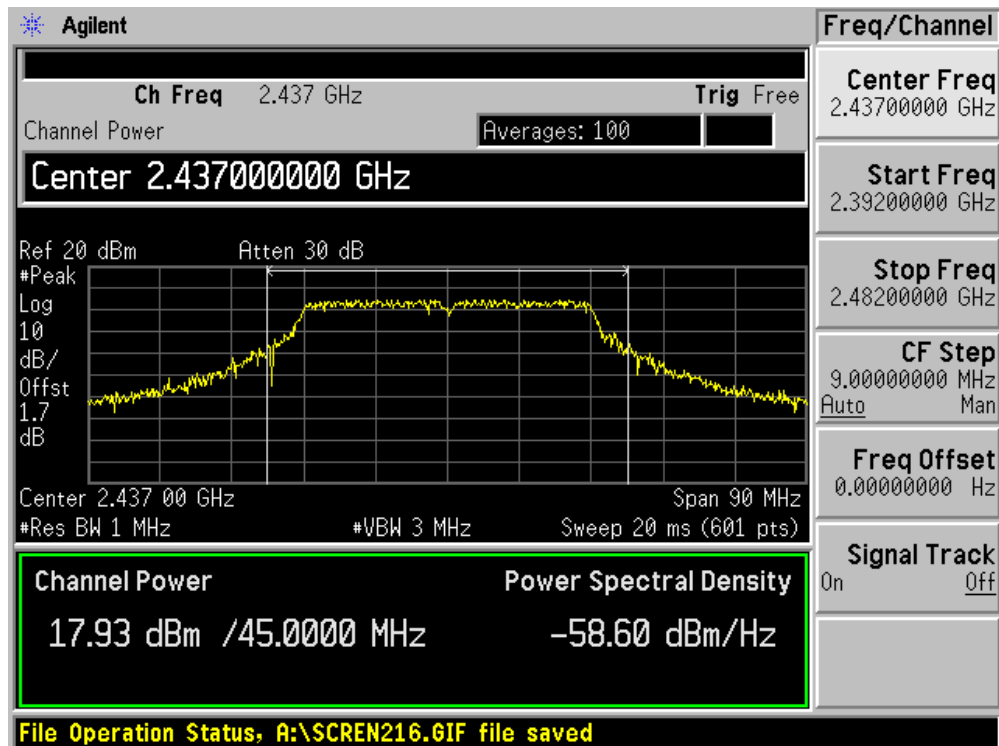 Agilent
Freq/Channel
Ch Freq 2.437 GHz Trig Free
Channel Power Averages: 100
Center 2.437000000 GHz
Ref 20 dBm Atten 30 dB
#Peak
Log
10
dB/
Offst
1.7
dB
Center 2.437 00 GHz Span 90 MHz
#Res BW 1 MHz #VBW 3 MHz Sweep 20 ms (601 pts)
Channel Power Power Spectral Density
17.93 dBm /45.0000 MHz -58.60 dBm/Hz
File Operation Status, A:\SCREN216.GIF file saved
Center Freq
2.43700000 GHz
Start Freq
2.39200000 GHz
Stop Freq
2.48200000 GHz
CF Step
9.00000000 MHz
Auto Man
Freq Offset
0.00000000 Hz
Signal Track
On Off